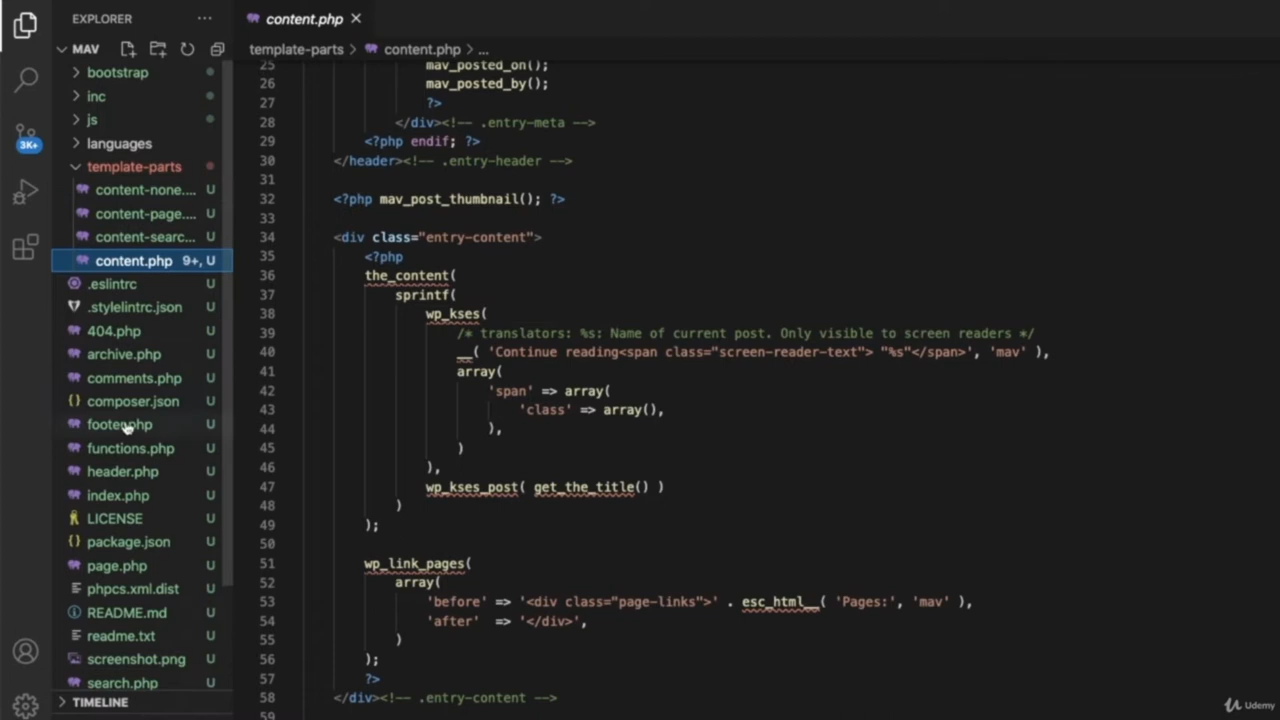 EXPLORER
MAV
bootstrap
inc
js
languages
template-parts
content-none.... U
content-page.... U
content-searc... U
content.php 9+, U
.eslintrc U
.stylelintrc.json U
404.php U
archive.php U
comments.php U
composer.json U
footer.php U
functions.php U
header.php U
index.php U
LICENSE U
package.json U
page.php U
phpcs.xml.dist U
README.md U
readme.txt U
screenshot.png U
search.php U
TIMELINE
3K+
content.php
template-parts > content.php > ...
25 mav_posted_on();
26 mav_posted_by();
27 ?>
28 </div><!-- .entry-meta -->
29 <?php endif; ?>
30 </header><!-- .entry-header -->
31
32 <?php mav_post_thumbnail(); ?>
33
34 <div class="entry-content">
35 <?php
36 the_content(
37 sprintf(
38 wp_kses(
39 /* translators: %s: Name of current post. Only visible to screen readers */
40 __( 'Continue reading<span class="screen-reader-text"> "%s"</span>', 'mav' ),
41 array(
42 'span' => array(
43 'class' => array(),
44 ),
45 )
46 ),
47 wp_kses_post( get_the_title() )
48 )
49 );
50
51 wp_link_pages(
52 array(
53 'before' => '<div class="page-links">' . esc_html__( 'Pages:', 'mav' ),
54 'after' => '</div>',
55 )
56 );
57 ?>
58 </div><!-- .entry-content -->
59
Udemy